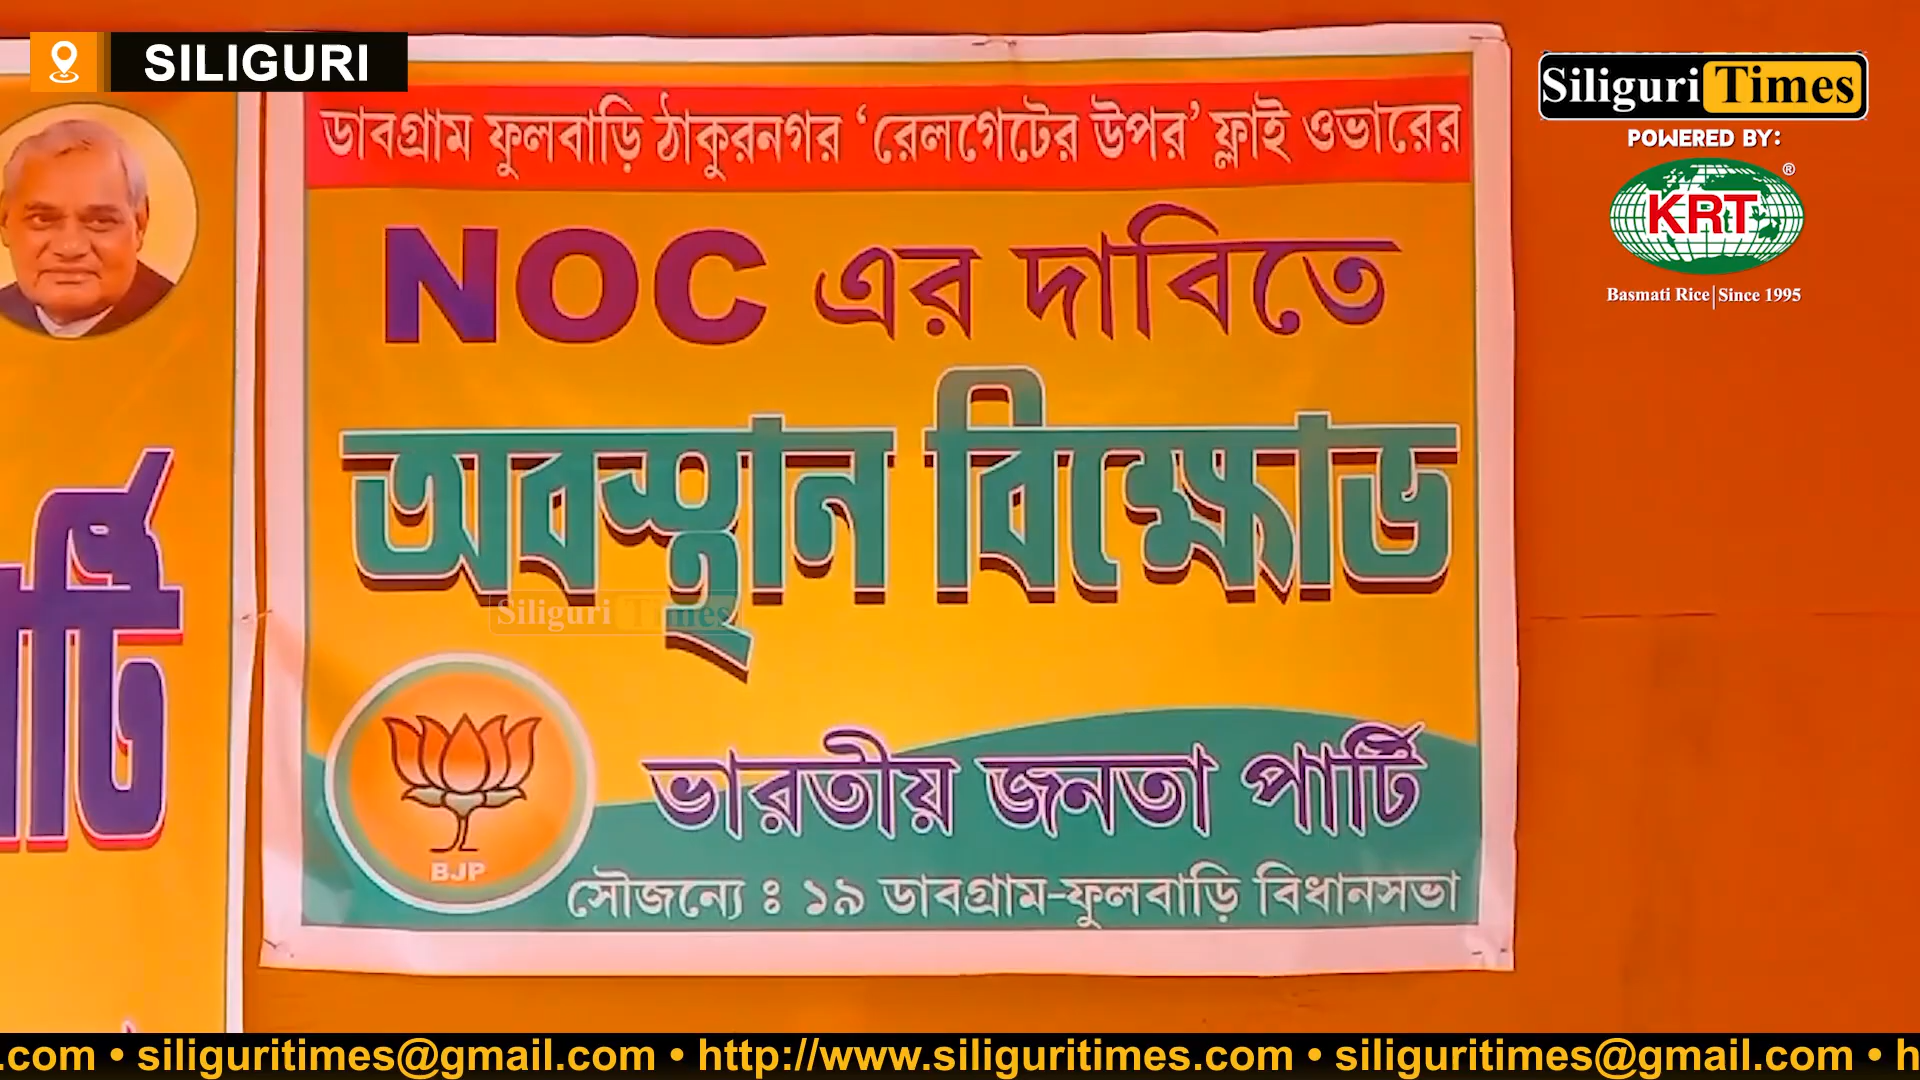 SILIGURI
Siliguri Times
POWERED BY:
KRT®
Basmati Rice | Since 1995
ডাবগ্রাম ফুলবাড়ি ঠাকুরনগর ‘রেলগেটের উপর’ ফ্লাই ওভারের
NOC এর দাবিতে
অবস্থান বিক্ষোভ
Siliguri Times
BJP
ভারতীয় জনতা পার্টি
সৌজন্যে ঃ ১৯ ডাবগ্রাম-ফুলবাড়ি বিধানসভা
.com • siliguritimes@gmail.com • http://www.siliguritimes.com • siliguritimes@gmail.com • h